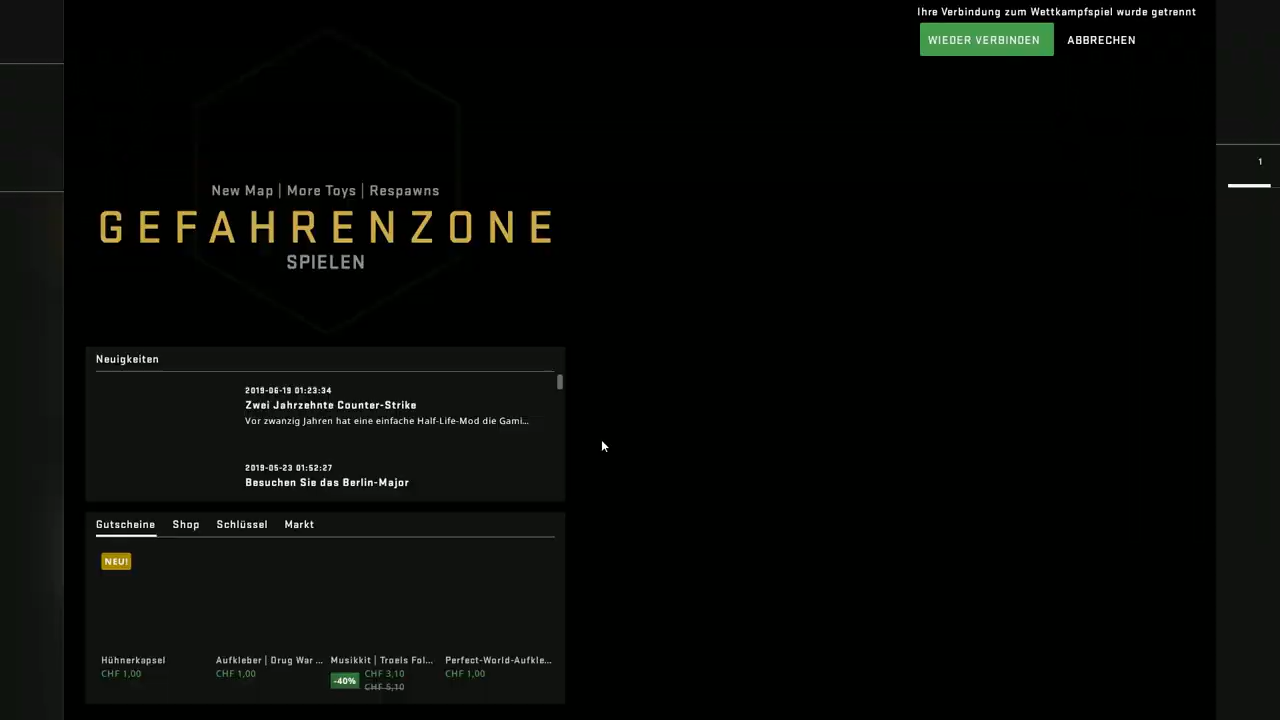 Ihre Verbindung zum Wettkampfspiel wurde getrennt
WIEDER VERBINDEN ABBRECHEN
1
New Map | More Toys | Respawns
GEFAHRENZONE
SPIELEN
Neuigkeiten
2019-06-19 01:23:34
Zwei Jahrzehnte Counter-Strike
Vor zwanzig Jahren hat eine einfache Half-Life-Mod die Gami...
2019-05-23 01:52:27
Besuchen Sie das Berlin-Major
Gutscheine Shop Schlüssel Markt
NEU!
Hühnerkapsel Aufkleber | Drug War ... Musikkit | Troels Fol... Perfect-World-Aufkle...
CHF 1,00 CHF 1,00 -40% CHF 3,10 CHF 1,00
CHF 5,10